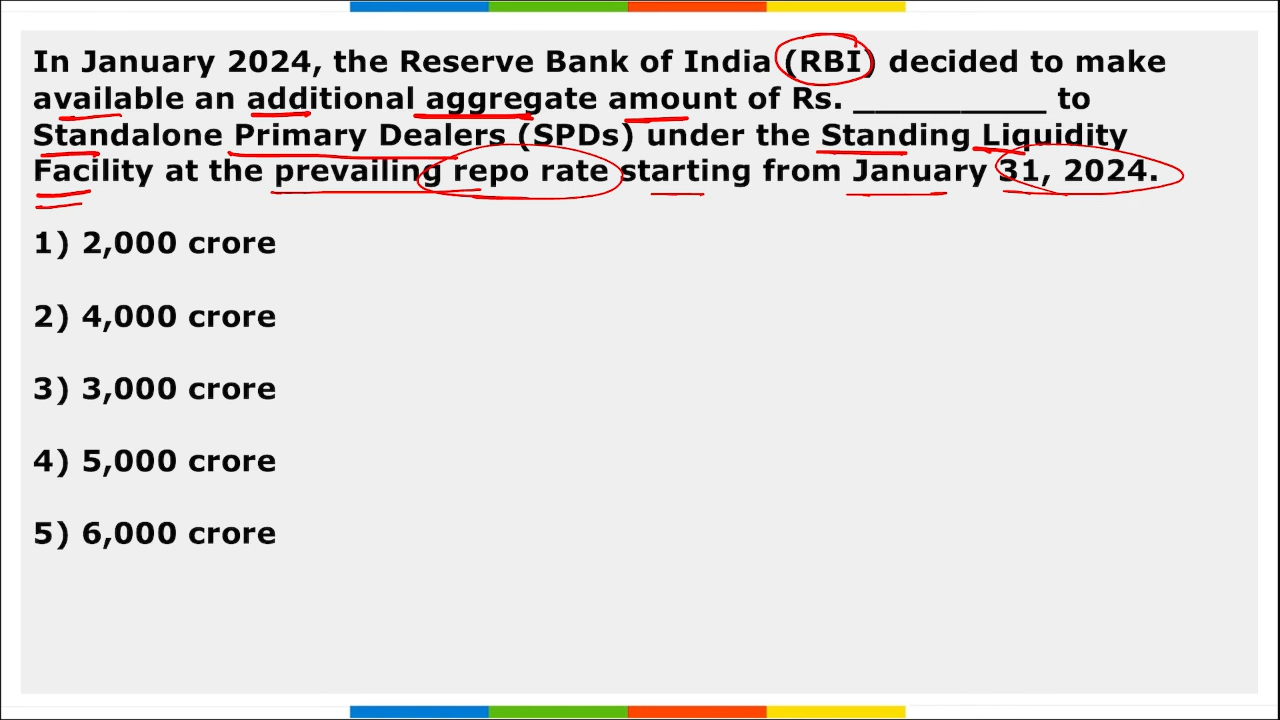 In January 2024, the Reserve Bank of India (RBI) decided to make
available an additional aggregate amount of Rs. ____________ to
Standalone Primary Dealers (SPDs) under the Standing Liquidity
Facility at the prevailing repo rate starting from January 31, 2024.
1) 2,000 crore
2) 4,000 crore
3) 3,000 crore
4) 5,000 crore
5) 6,000 crore